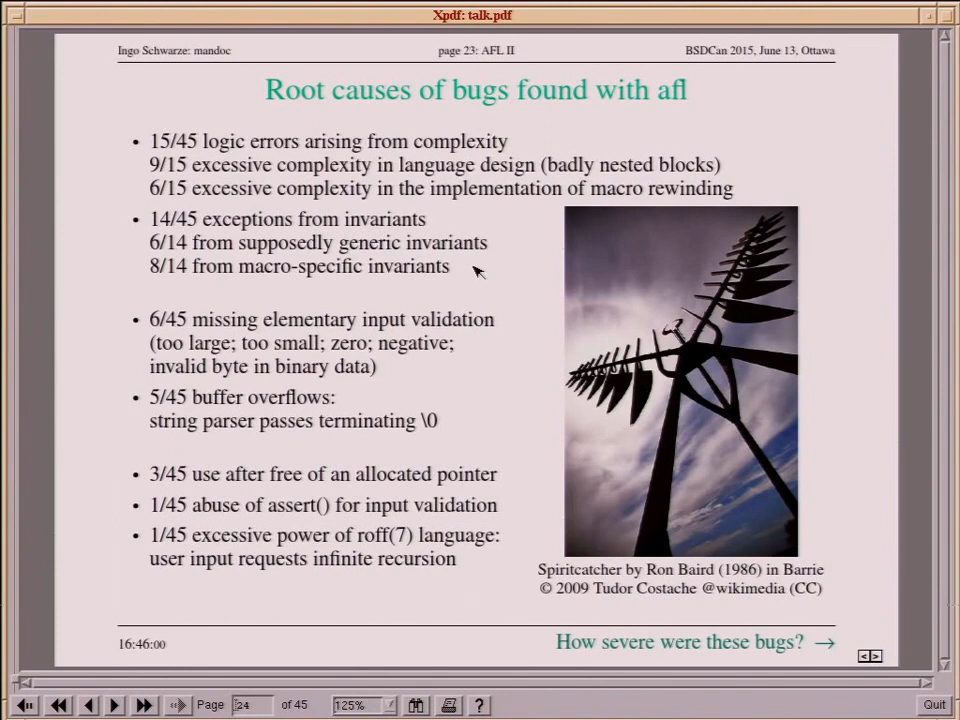 Xpdf: talk.pdf
Ingo Schwarze: mandoc
page 23: AFL II
BSDCan 2015, June 13, Ottawa
Root causes of bugs found with afl
• 15/45 logic errors arising from complexity
9/15 excessive complexity in language design (badly nested blocks)
6/15 excessive complexity in the implementation of macro rewinding
• 14/45 exceptions from invariants
6/14 from supposedly generic invariants
8/14 from macro-specific invariants
• 6/45 missing elementary input validation
(too large; too small; zero; negative;
invalid byte in binary data)
• 5/45 buffer overflows:
string parser passes terminating \0
• 3/45 use after free of an allocated pointer
• 1/45 abuse of assert() for input validation
• 1/45 excessive power of roff(7) language:
user input requests infinite recursion
Spiritcatcher by Ron Baird (1986) in Barrie
© 2009 Tudor Costache @wikimedia (CC)
16:46:00
How severe were these bugs? →
Page 24 of 45
125%
?
Quit